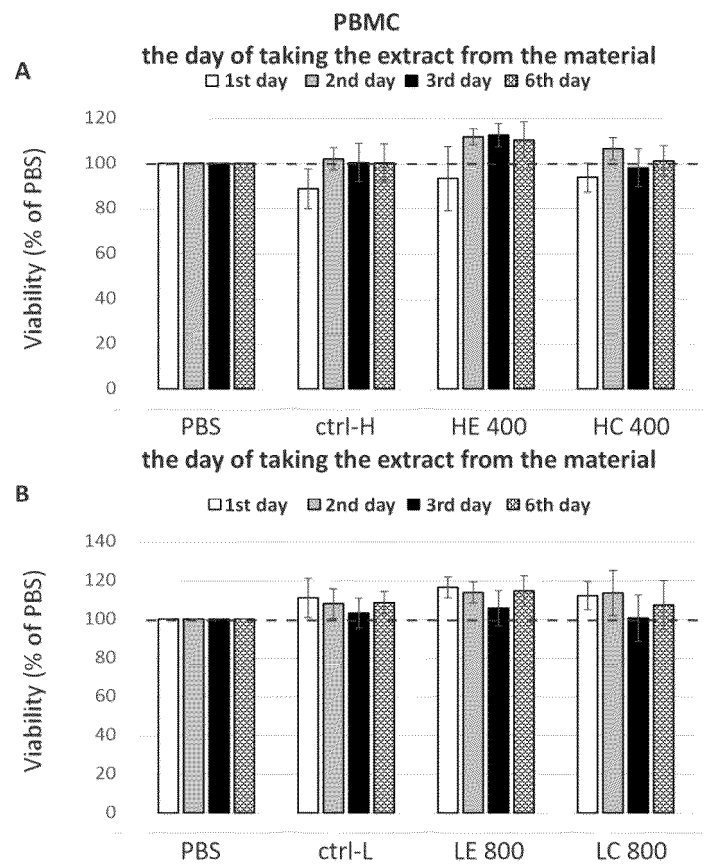 PBMC
the day of taking the extract from the material
A
1st day 2nd day 3rd day 6th day
Viability (% of PBS)
120
100
80
60
40
20
0
PBS ctrl-H HE 400 HC 400
the day of taking the extract from the material
B
1st day 2nd day 3rd day 6th day
Viability (% of PBS)
140
120
100
80
60
40
20
0
PBS ctrl-L LE 800 LC 800